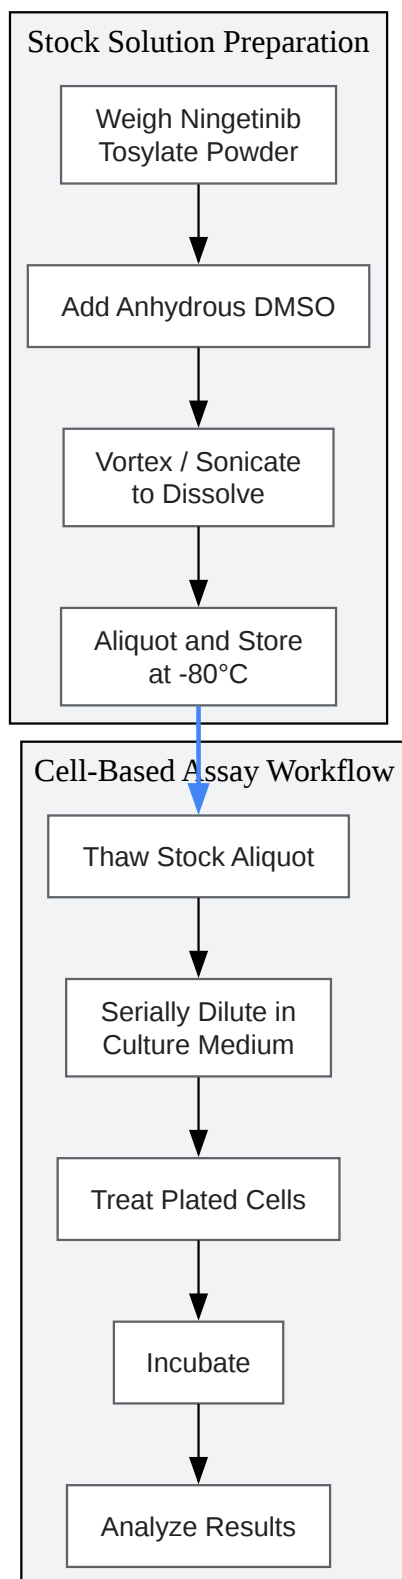 Stock Solution Preparation
Weigh Ningetinib
Tosylate Powder
Add Anhydrous DMSO
Vortex / Sonicate
to Dissolve
Aliquot and Store
at -80°C
Cell-Based Assay Workflow
Thaw Stock Aliquot
Serially Dilute in
Culture Medium
Treat Plated Cells
Incubate
Analyze Results